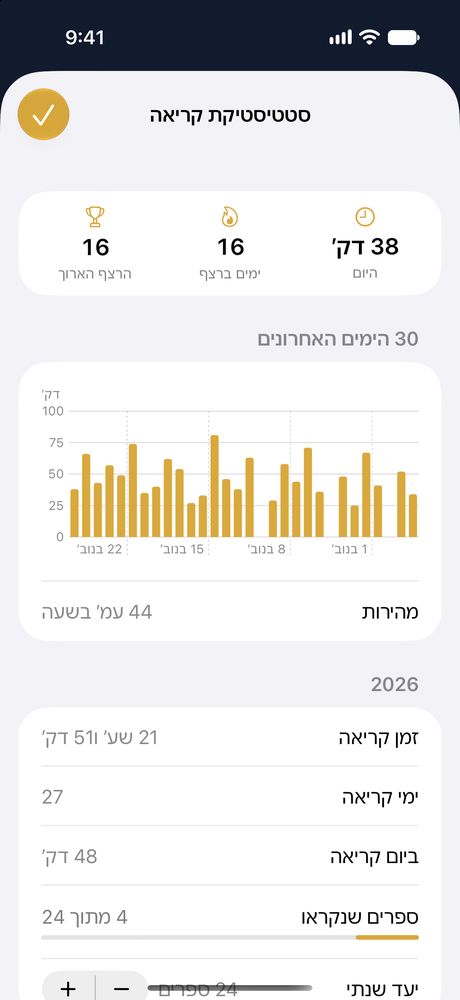 9:41
סטטיסטיקת קריאה
38 דק׳
היום
16
ימים ברצף
16
הרצף הארוך
30 הימים האחרונים
דק׳
100
75
50
25
0
1 בנוב׳
8 בנוב׳
15 בנוב׳
22 בנוב׳
מהירות
44 עמ׳ בשעה
2026
זמן קריאה
21 שע׳ ו51 דק׳
ימי קריאה
27
ביום קריאה
48 דק׳
ספרים שנקראו
4 מתוך 24
יעד שנתי
24 ספרים